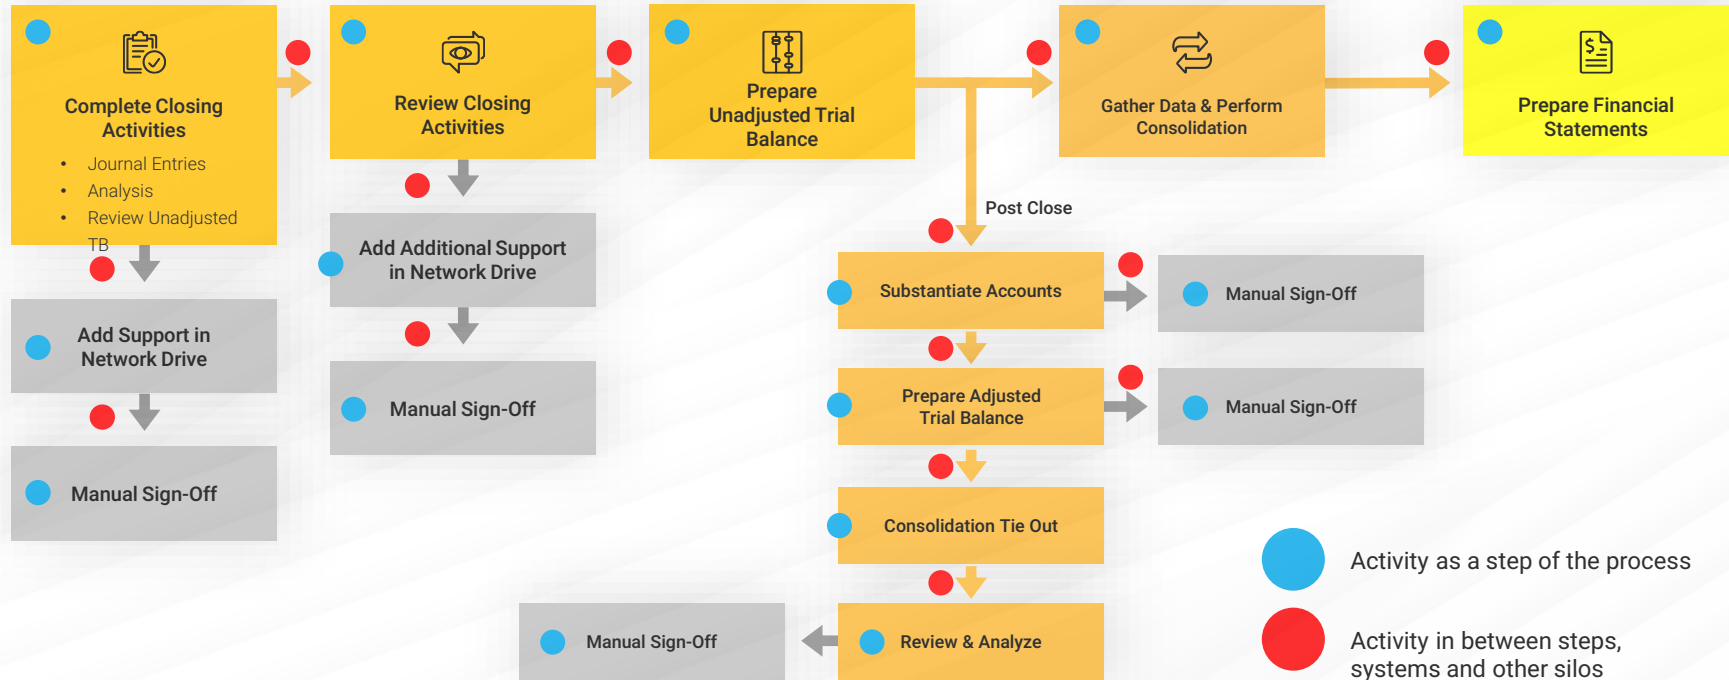 Complete Closing
Activities
• Journal Entries
• Analysis
• Review Unadjusted
TB
Add Support in
Network Drive
Manual Sign-Off
Review Closing
Activities
Add Additional Support
in Network Drive
Manual Sign-Off
Prepare
Unadjusted Trial
Balance
Gather Data & Perform
Consolidation
Prepare Financial
Statements
Post Close
Substantiate Accounts
Manual Sign-Off
Prepare Adjusted
Trial Balance
Manual Sign-Off
Consolidation Tie Out
Review & Analyze
Manual Sign-Off
Activity as a step of the process
Activity in between steps,
systems and other silos